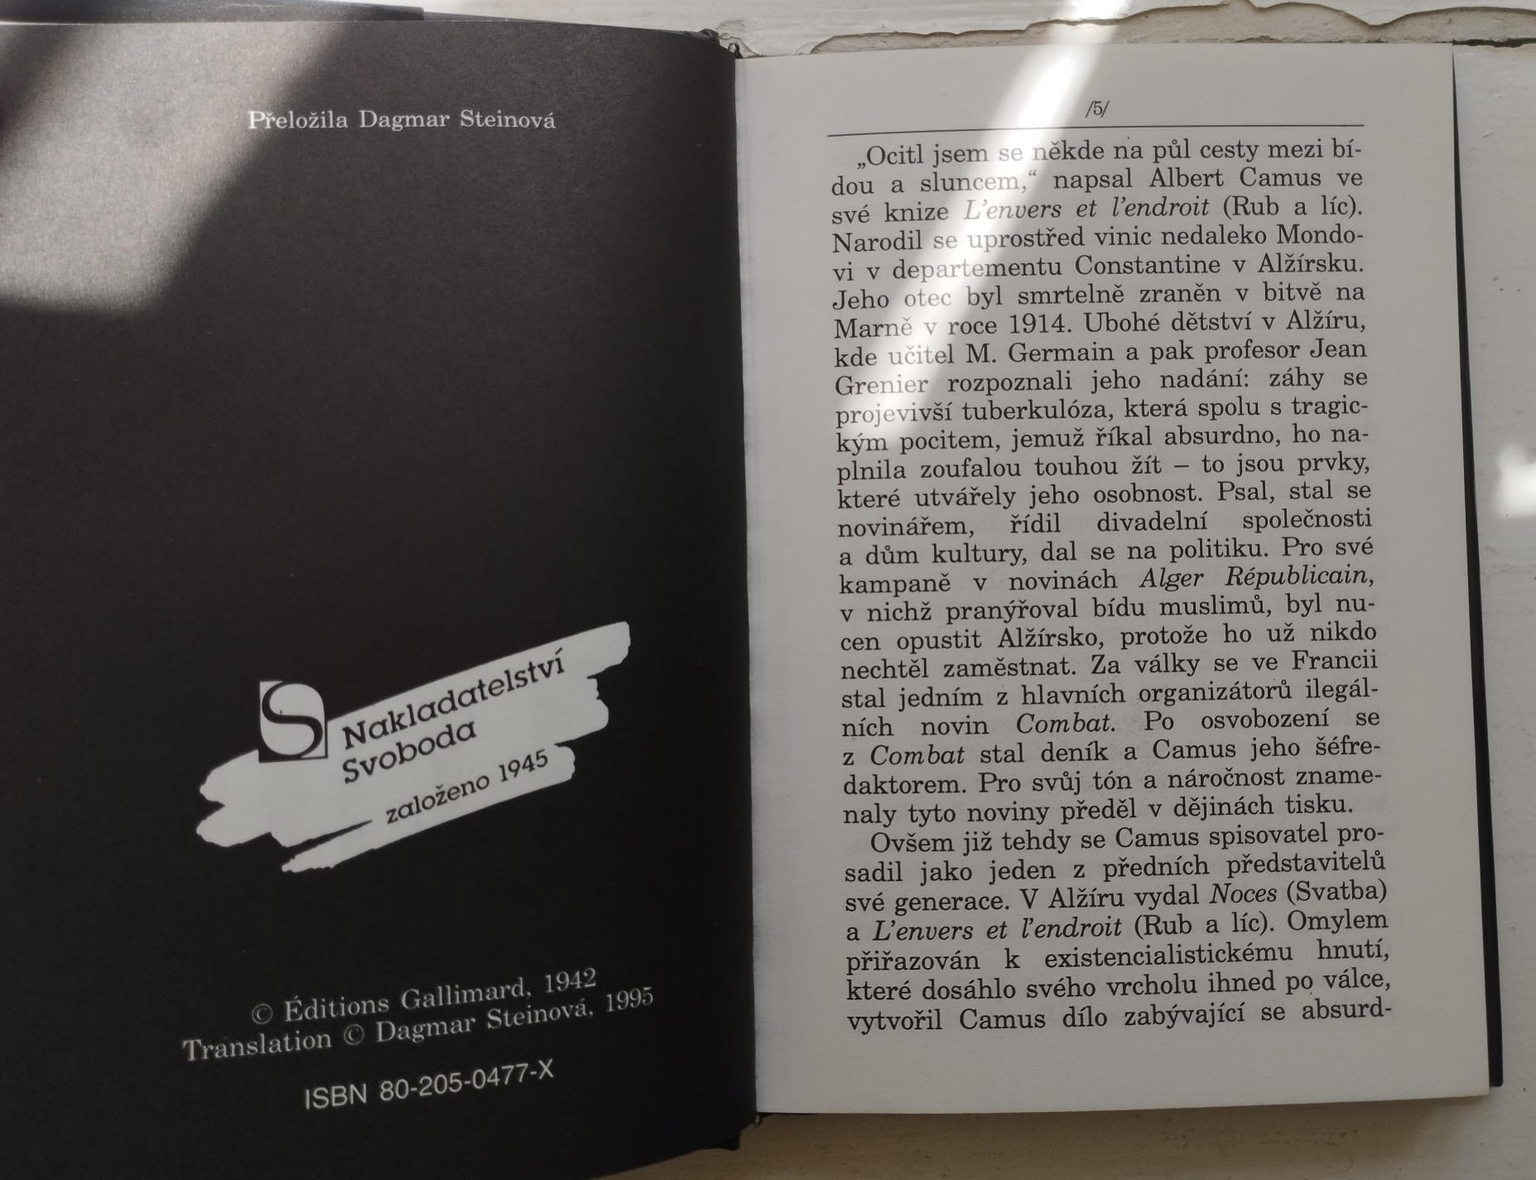 Přeložila Dagmar Steinová
S
Nakladatelství
Svoboda
založeno 1945
© Éditions Gallimard, 1942
Translation © Dagmar Steinová, 1995
ISBN 80-205-0477-X
/5/
„Ocitl jsem se někde na půl cesty mezi bí-
dou a sluncem,“ napsal Albert Camus ve
své knize L'envers et l'endroit (Rub a líc).
Narodil se uprostřed vinic nedaleko Mondo-
vi v departementu Constantine v Alžírsku.
Jeho otec byl smrtelně zraněn v bitvě na
Marně v roce 1914. Ubohé dětství v Alžíru,
kde učitel M. Germain a pak profesor Jean
Grenier rozpoznali jeho nadání: záhy se
projevivší tuberkulóza, která spolu s tragic-
kým pocitem, jemuž říkal absurdno, ho na-
plnila zoufalou touhou žít – to jsou prvky,
které utvářely jeho osobnost. Psal, stal se
novinářem, řídil divadelní společnosti
a dům kultury, dal se na politiku. Pro své
kampaně v novinách Alger Républicain,
v nichž pranýřoval bídu muslimů, byl nu-
cen opustit Alžírsko, protože ho už nikdo
nechtěl zaměstnat. Za války se ve Francii
stal jedním z hlavních organizátorů ilegál-
ních novin Combat. Po osvobození se
z Combat stal deník a Camus jeho šéfre-
daktorem. Pro svůj tón a náročnost zname-
naly tyto noviny předěl v dějinách tisku.
Ovšem již tehdy se Camus spisovatel pro-
sadil jako jeden z předních představitelů
své generace. V Alžíru vydal Noces (Svatba)
a L'envers et l'endroit (Rub a líc). Omylem
přiřazován k existencialistickému hnutí,
které dosáhlo svého vrcholu ihned po válce,
vytvořil Camus dílo zabývající se absurd-